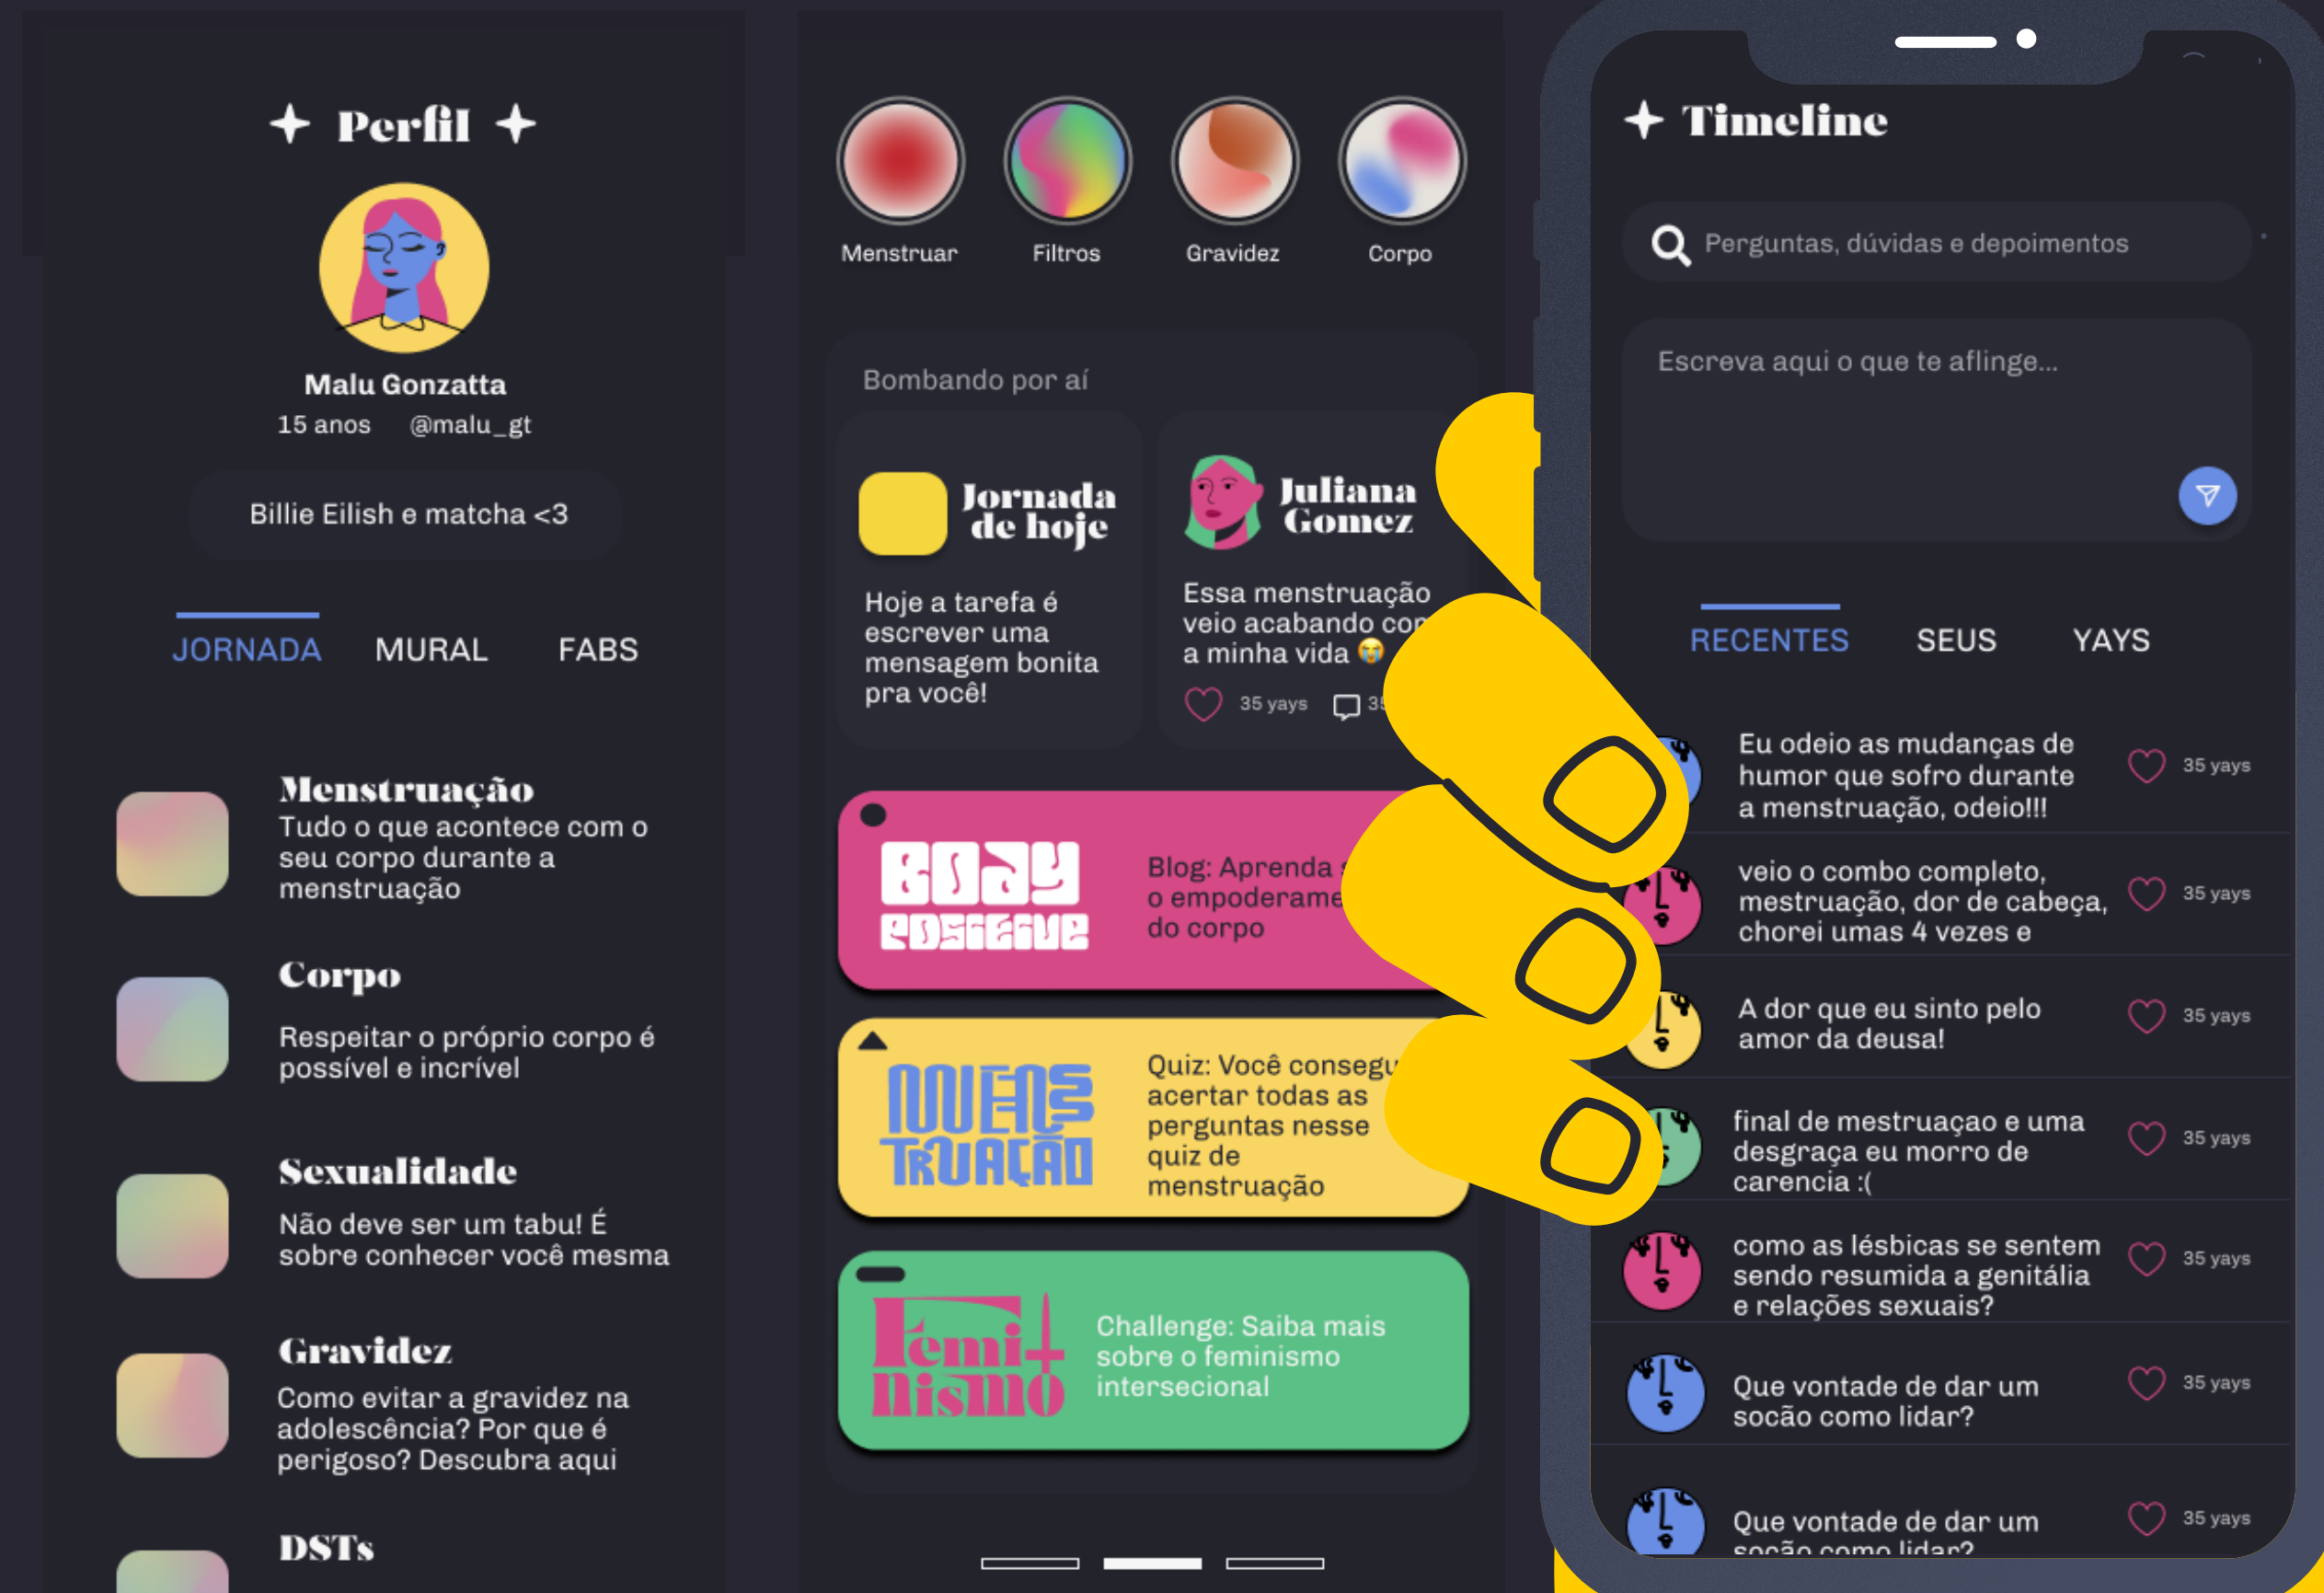 Perfil
Malu Gonzatta
15 anos @malu_gt
Billie Eilish e matcha <3
JORNADA MURAL FABS
Menstruação
Tudo o que acontece com o
seu corpo durante a
menstruação
Corpo
Respeitar o próprio corpo é
possível e incrível
Sexualidade
Não deve ser um tabu! É
sobre conhecer você mesma
Gravidez
Como evitar a gravidez na
adolescência? Por que é
perigoso? Descubra aqui
DSTs
Menstruar Filtros Gravidez Corpo
Bombando por aí
Jornada
de hoje
Hoje a tarefa é
escrever uma
mensagem bonita
pra você!
Juliana
Gomez
Essa menstruação
veio acabando
a minha vida 😭
35 yays
BODY
POSITIVE
Blog: Aprenda
do corpo
MENS
TRUAÇÃO
Quiz: Você
acertar todas as
perguntas nesse
quiz de
menstruação
Femi
nismo
Challenge: Saiba mais
sobre o feminismo
intersecional
Timeline
Perguntas, dúvidas e depoimentos
Escreva aqui o que te aflinge...
RECENTES SEUS YAYS
Eu odeio as mudanças de
humor que sofro durante
a menstruação, odeio!!!
35 yays
veio o combo completo,
mestruação, dor de cabeça,
chorei umas 4 vezes e
35 yays
A dor que eu sinto pelo
amor da deusa!
35 yays
final de mestruaçao e uma
desgraça eu morro de
carencia :(
35 yays
como as lésbicas se sentem
sendo resumida a genitália
e relações sexuais?
35 yays
Que vontade de dar um
socão como lidar?
35 yays
Que vontade de dar um
socão como lidar?
35 yays